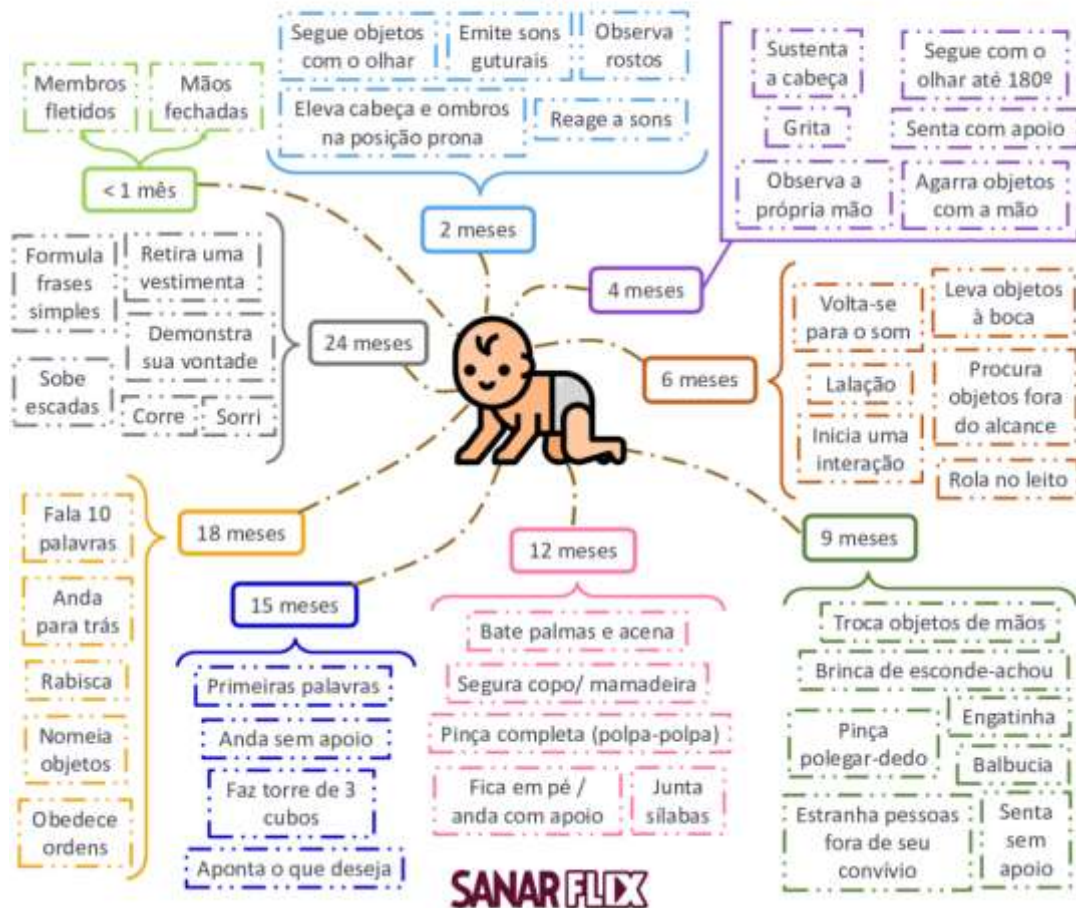 < 1 mês
Membros
fletidos
Mãos
fechadas
2 meses
Segue objetos
com o olhar
Emite sons
guturais
Observa
rostos
Eleva cabeça e ombros
na posição prona
Reage a sons
4 meses
Sustenta
a cabeça
Segue com o
olhar até 180º
Grita
Senta com apoio
Observa a
própria mão
Agarra objetos
com a mão
6 meses
Volta-se
para o som
Leva objetos
à boca
Lalação
Procura
objetos fora
do alcance
Inicia uma
interação
Rola no leito
9 meses
Troca objetos de mãos
Brinca de esconde-achou
Pinça
polegar-dedo
Engatinha
Balbucia
Estranha pessoas
fora de seu
convívio
Senta
sem
apoio
12 meses
Bate palmas e acena
Segura copo/ mamadeira
Pinça completa (polpa-polpa)
Fica em pé /
anda com apoio
Junta
sílabas
15 meses
Primeiras palavras
Anda sem apoio
Faz torre de 3
cubos
Aponta o que deseja
18 meses
Fala 10
palavras
Anda
para trás
Rabisca
Nomeia
objetos
Obedece
ordens
24 meses
Formula
frases
simples
Retira uma
vestimenta
Demonstra
sua vontade
Sobe
escadas
Corre
Sorri
SANAR FLIX